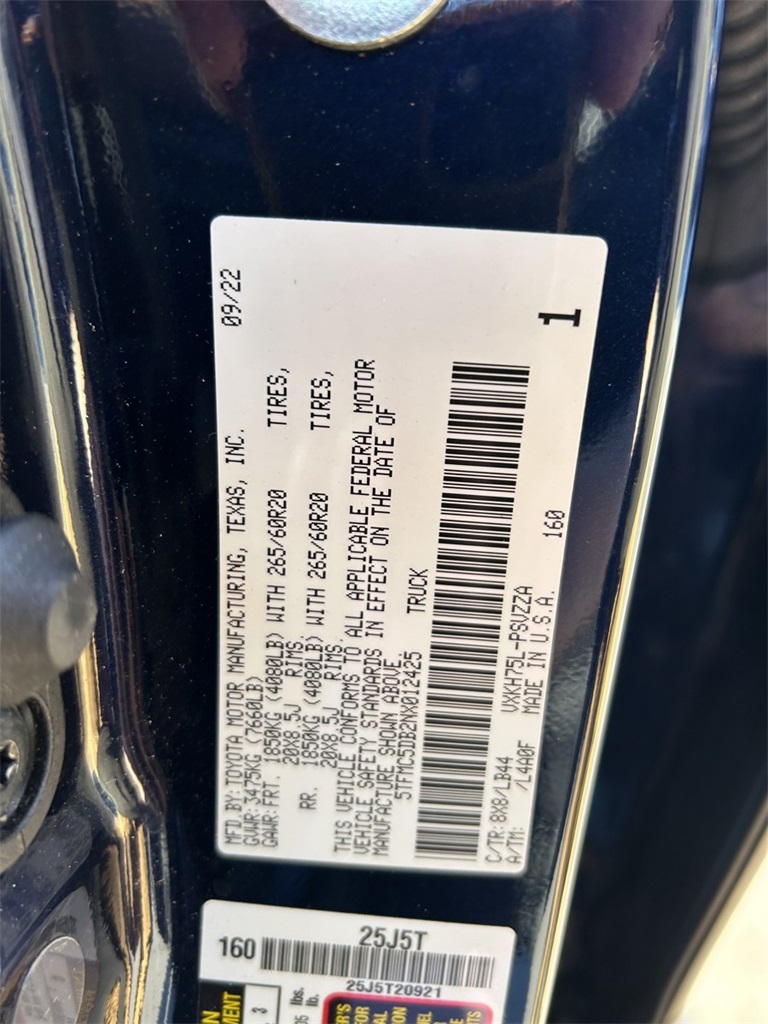 MFD.BY:TOYOTA MOTOR MANUFACTURING, TEXAS, INC. 09/22
GVWR:3475KG (7660LB)
GAWR:FRT. 1850KG (4080LB) WITH 265/60R20 TIRES,
20X8.5J RIMS.
RR. 1850KG (4080LB) WITH 265/60R20 TIRES,
20X8.5J RIMS.
THIS VEHICLE CONFORMS TO ALL APPLICABLE FEDERAL MOTOR
VEHICLE SAFETY STANDARDS IN EFFECT ON THE DATE OF
MANUFACTURE SHOWN ABOVE.
5TFMC5DB2NX012425 TRUCK
C/TR:8X8/LB44 VXKH75L-PSVZZA
A/TM: /L4A0F MADE IN U.S.A. 160
1
25J5T
160
25J5T20921